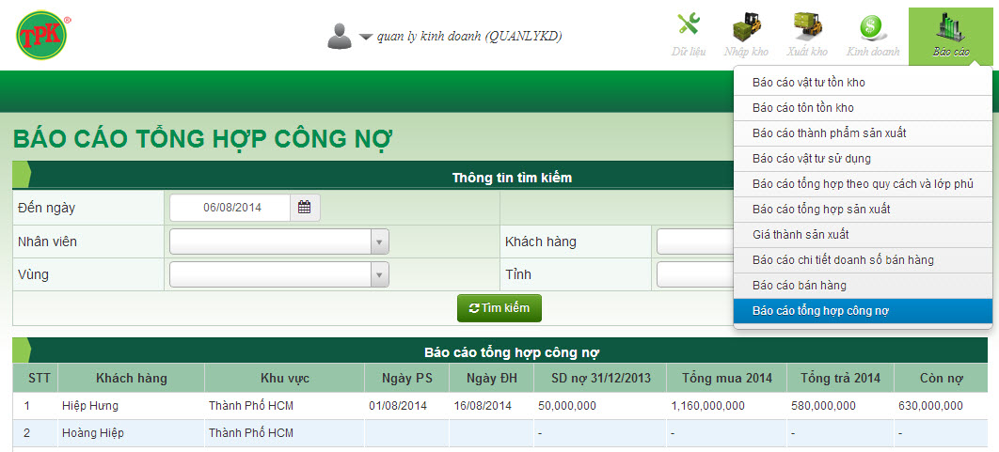 TPK®
quan ly kinh doanh (QUANLYKD)
Dữ liệu Nhập kho Xuất kho Kinh doanh Báo cáo
Báo cáo vật tư tồn kho
Báo cáo tôn tồn kho
Báo cáo thành phẩm sản xuất
Báo cáo vật tư sử dụng
Báo cáo tổng hợp theo quy cách và lớp phủ
Báo cáo tổng hợp sản xuất
Giá thành sản xuất
Báo cáo chi tiết doanh số bán hàng
Báo cáo bán hàng
Báo cáo tổng hợp công nợ
BÁO CÁO TỔNG HỢP CÔNG NỢ
Thông tin tìm kiếm
Đến ngày 06/08/2014
Nhân viên Khách hàng
Vùng Tỉnh
Tìm kiếm
Báo cáo tổng hợp công nợ
STT Khách hàng Khu vực Ngày PS Ngày ĐH SD nợ 31/12/2013 Tổng mua 2014 Tổng trả 2014 Còn nợ
1 Hiệp Hưng Thành Phố HCM 01/08/2014 16/08/2014 50,000,000 1,160,000,000 580,000,000 630,000,000
2 Hoàng Hiệp Thành Phố HCM - - - -